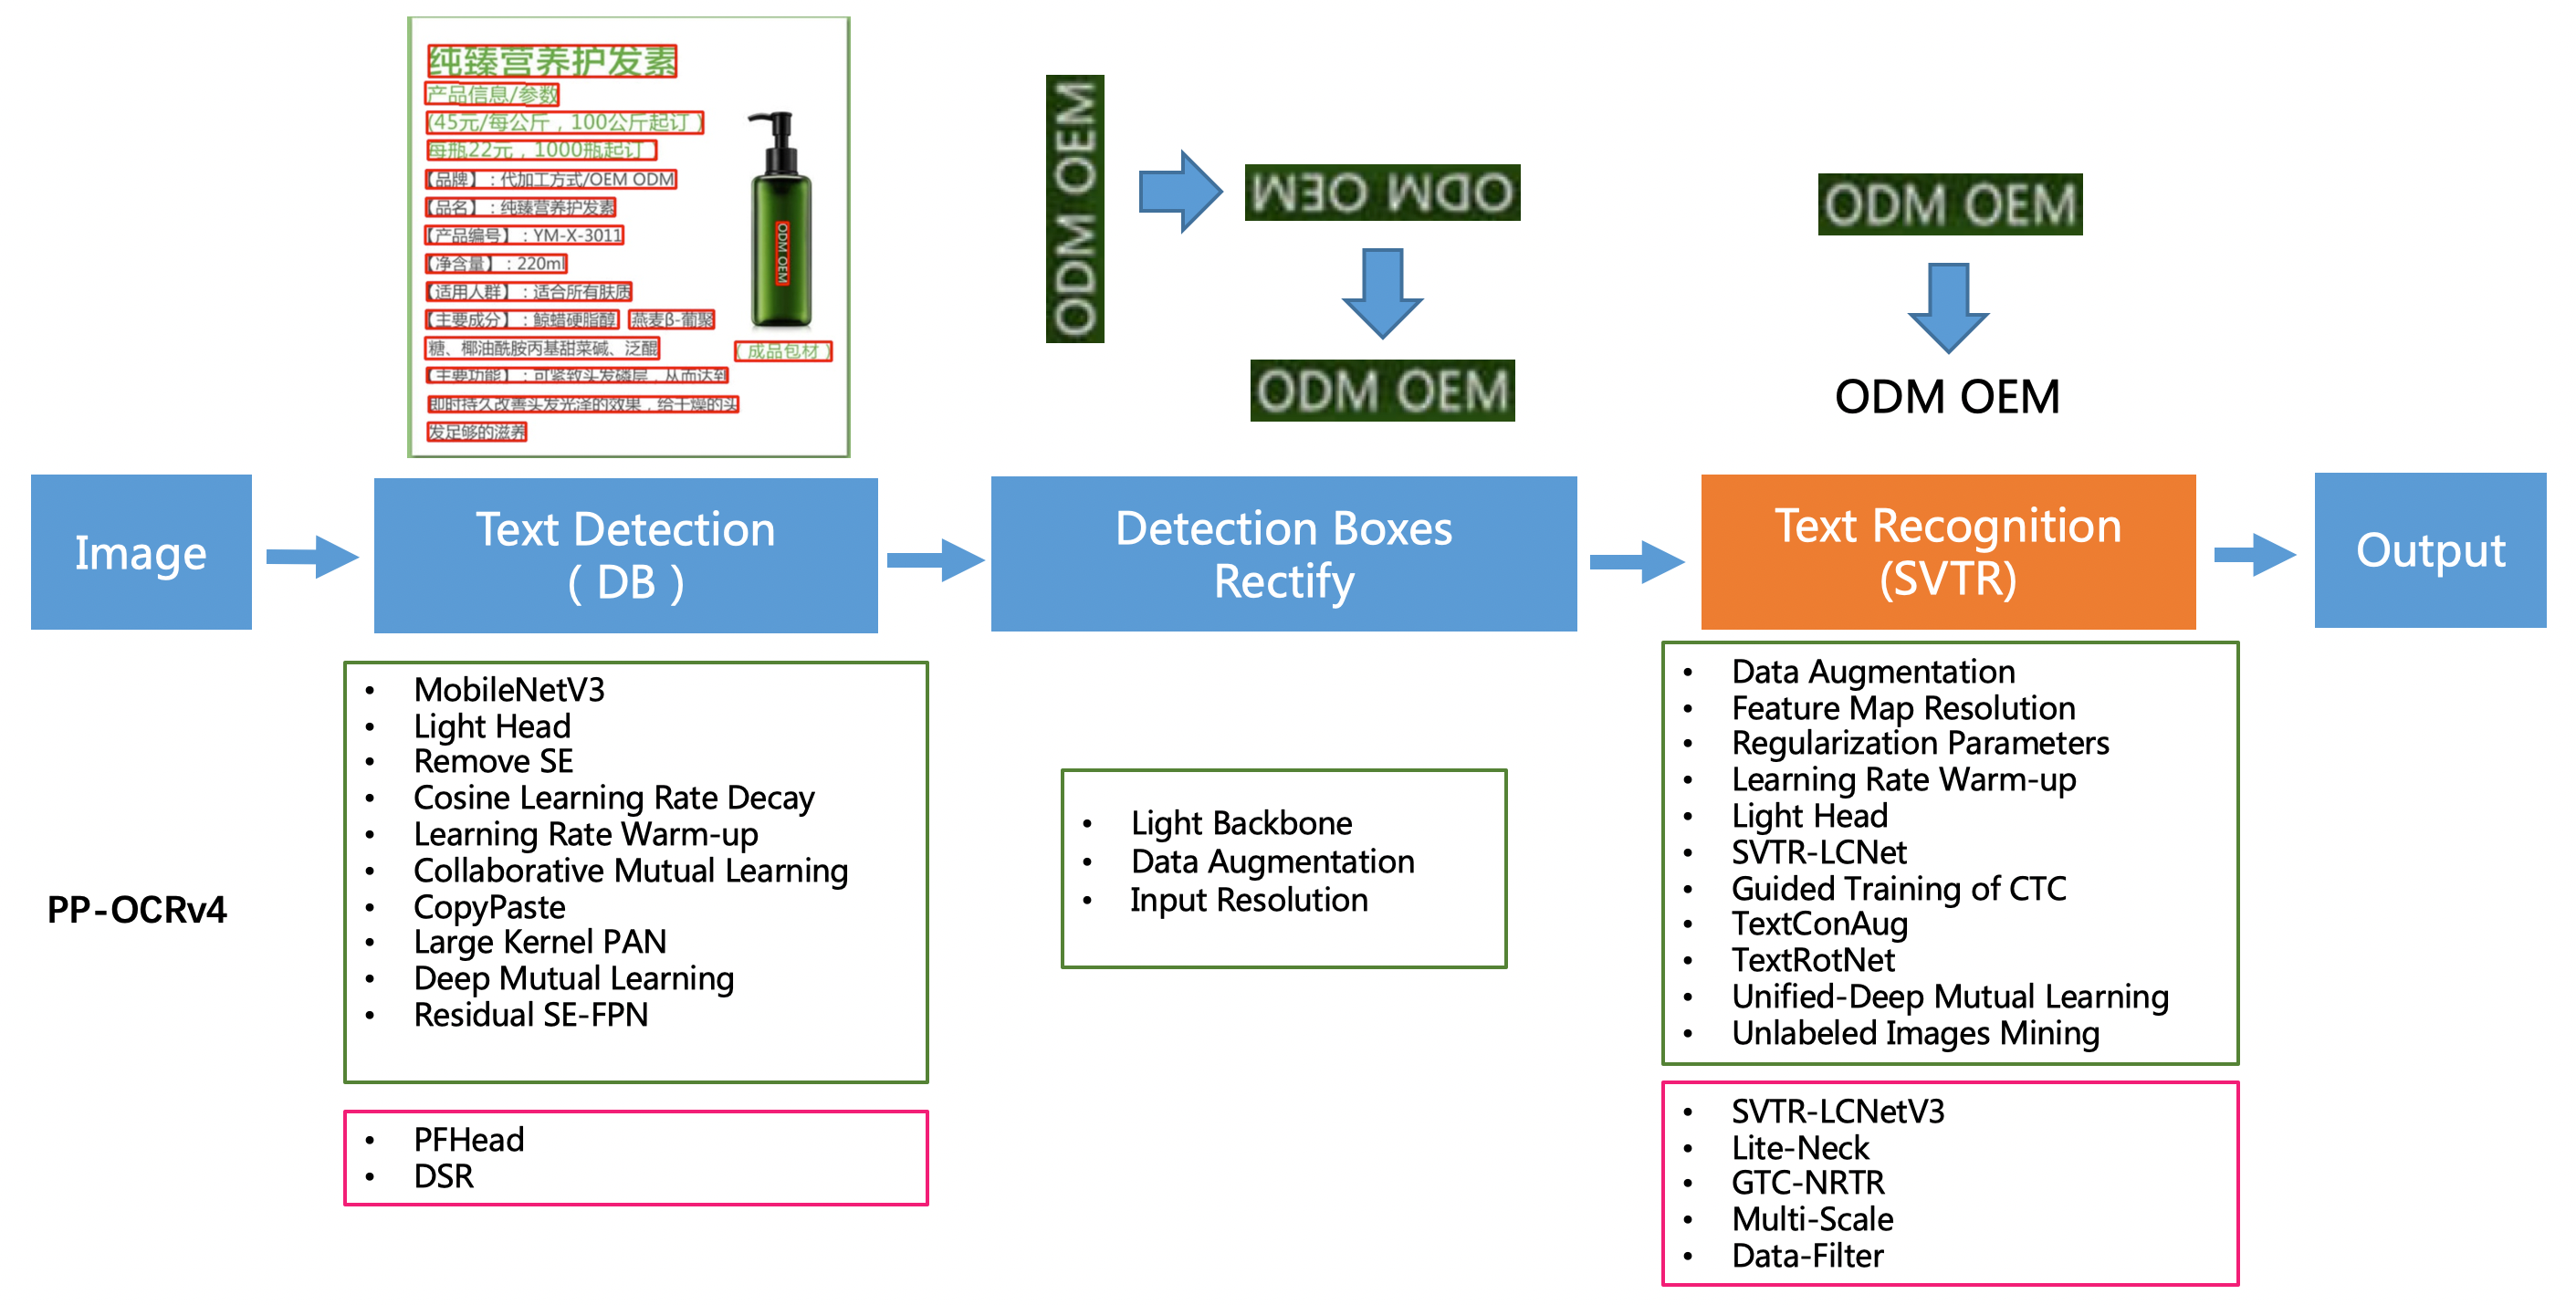 纯臻营养护发素
产品信息/参数
(45元/每公斤，100公斤起订)
每瓶22元，1000瓶起订
【品牌】：代加工方式/OEM ODM
【品名】：纯臻营养护发素
【产品编号】：YM-X-3011
【净含量】：220ml
【适用人群】：适合所有肤质
【主要成分】：鲸蜡硬脂醇 燕麦β-葡聚
糖、椰油酰胺丙基甜菜碱、泛醌
【主要功能】：可紧致头发磷层，从而达到
即时持久改善头发光泽的效果，给干燥的头
发足够的滋养
ODM OEM
（成品包材）
ODM OEM
ODM OEM
ODM OEM
ODM OEM
ODM OEM
Image
Text Detection
( DB )
Detection Boxes
Rectify
Text Recognition
(SVTR)
Output
PP-OCRv4
• MobileNetV3
• Light Head
• Remove SE
• Cosine Learning Rate Decay
• Learning Rate Warm-up
• Collaborative Mutual Learning
• CopyPaste
• Large Kernel PAN
• Deep Mutual Learning
• Residual SE-FPN
• PFHead
• DSR
• Light Backbone
• Data Augmentation
• Input Resolution
• Data Augmentation
• Feature Map Resolution
• Regularization Parameters
• Learning Rate Warm-up
• Light Head
• SVTR-LCNet
• Guided Training of CTC
• TextConAug
• TextRotNet
• Unified-Deep Mutual Learning
• Unlabeled Images Mining
• SVTR-LCNetV3
• Lite-Neck
• GTC-NRTR
• Multi-Scale
• Data-Filter